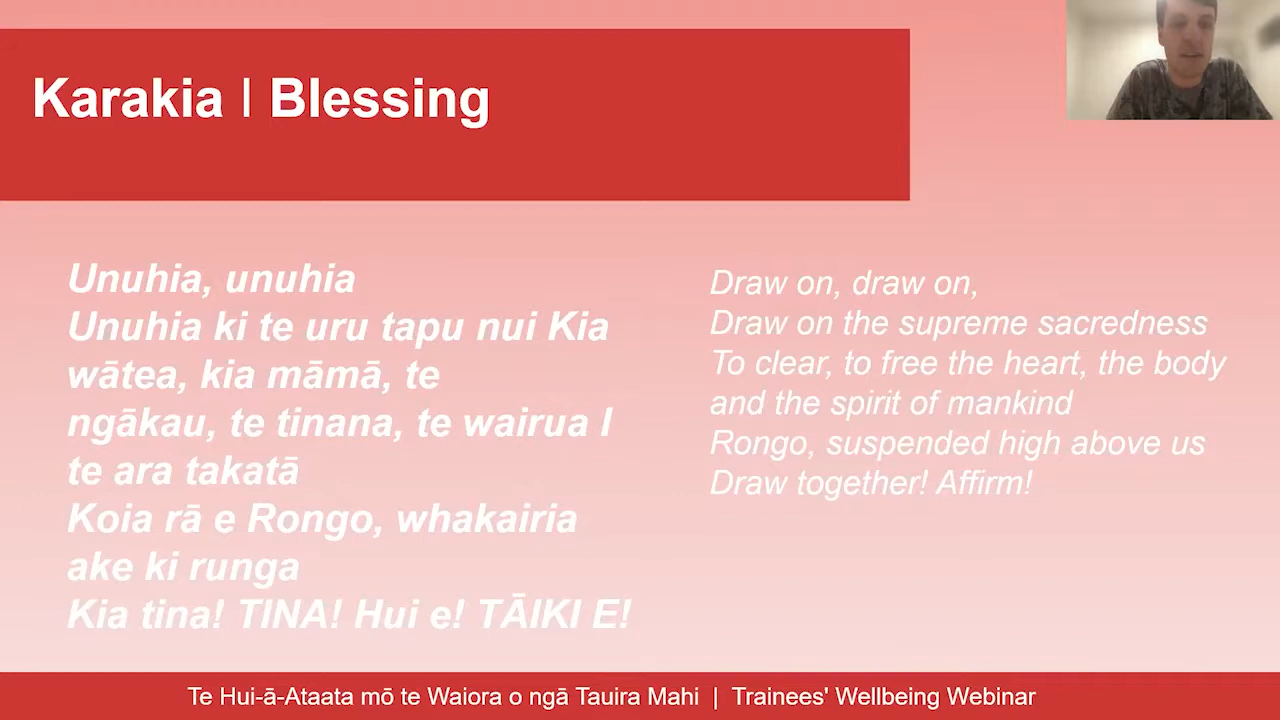 Karakia | Blessing
Unuhia, unuhia
Unuhia ki te uru tapu nui Kia
wātea, kia māmā, te
ngākau, te tinana, te wairua I
te ara takatā
Koia rā e Rongo, whakairia
ake ki runga
Kia tina! TINA! Hui e! TĀIKI E!
Draw on, draw on,
Draw on the supreme sacredness
To clear, to free the heart, the body
and the spirit of mankind
Rongo, suspended high above us
Draw together! Affirm!
Te Hui-ā-Ataata mō te Waiora o ngā Tauira Mahi | Trainees' Wellbeing Webinar